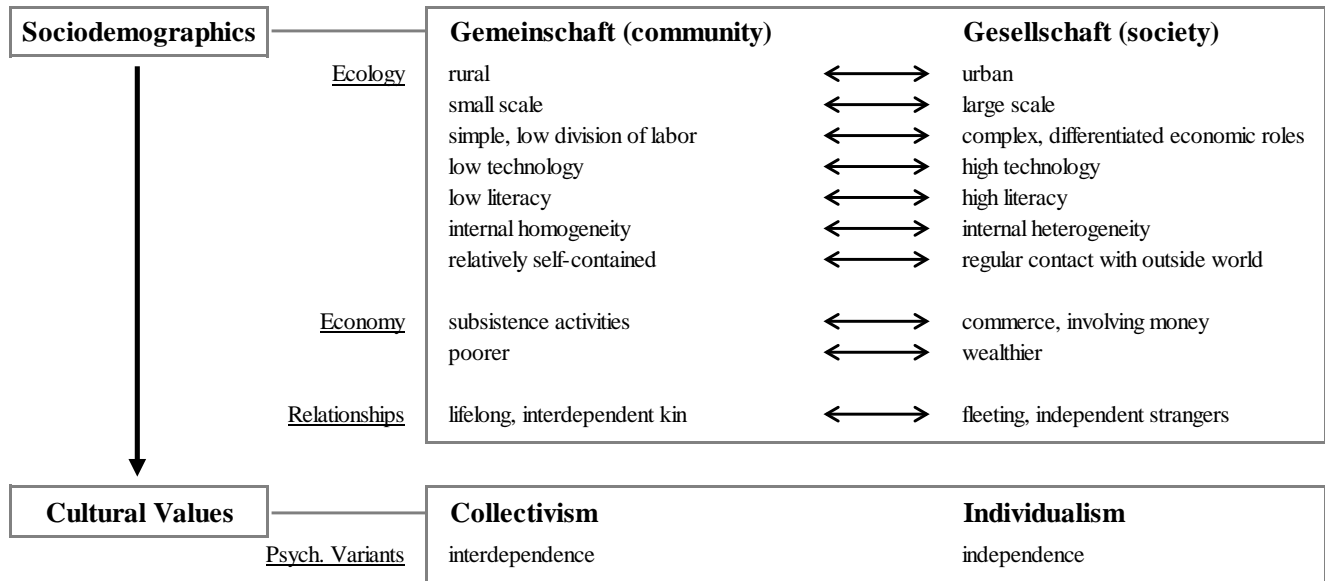 Sociodemographics Gemeinschaft (community) Gesellschaft (society)
Ecology rural urban
small scale large scale
simple, low division of labor complex, differentiated economic roles
low technology high technology
low literacy high literacy
internal homogeneity internal heterogeneity
relatively self-contained regular contact with outside world
Economy subsistence activities commerce, involving money
poorer wealthier
Relationships lifelong, interdependent kin fleeting, independent strangers
Cultural Values Collectivism Individualism
Psych. Variants interdependence independence